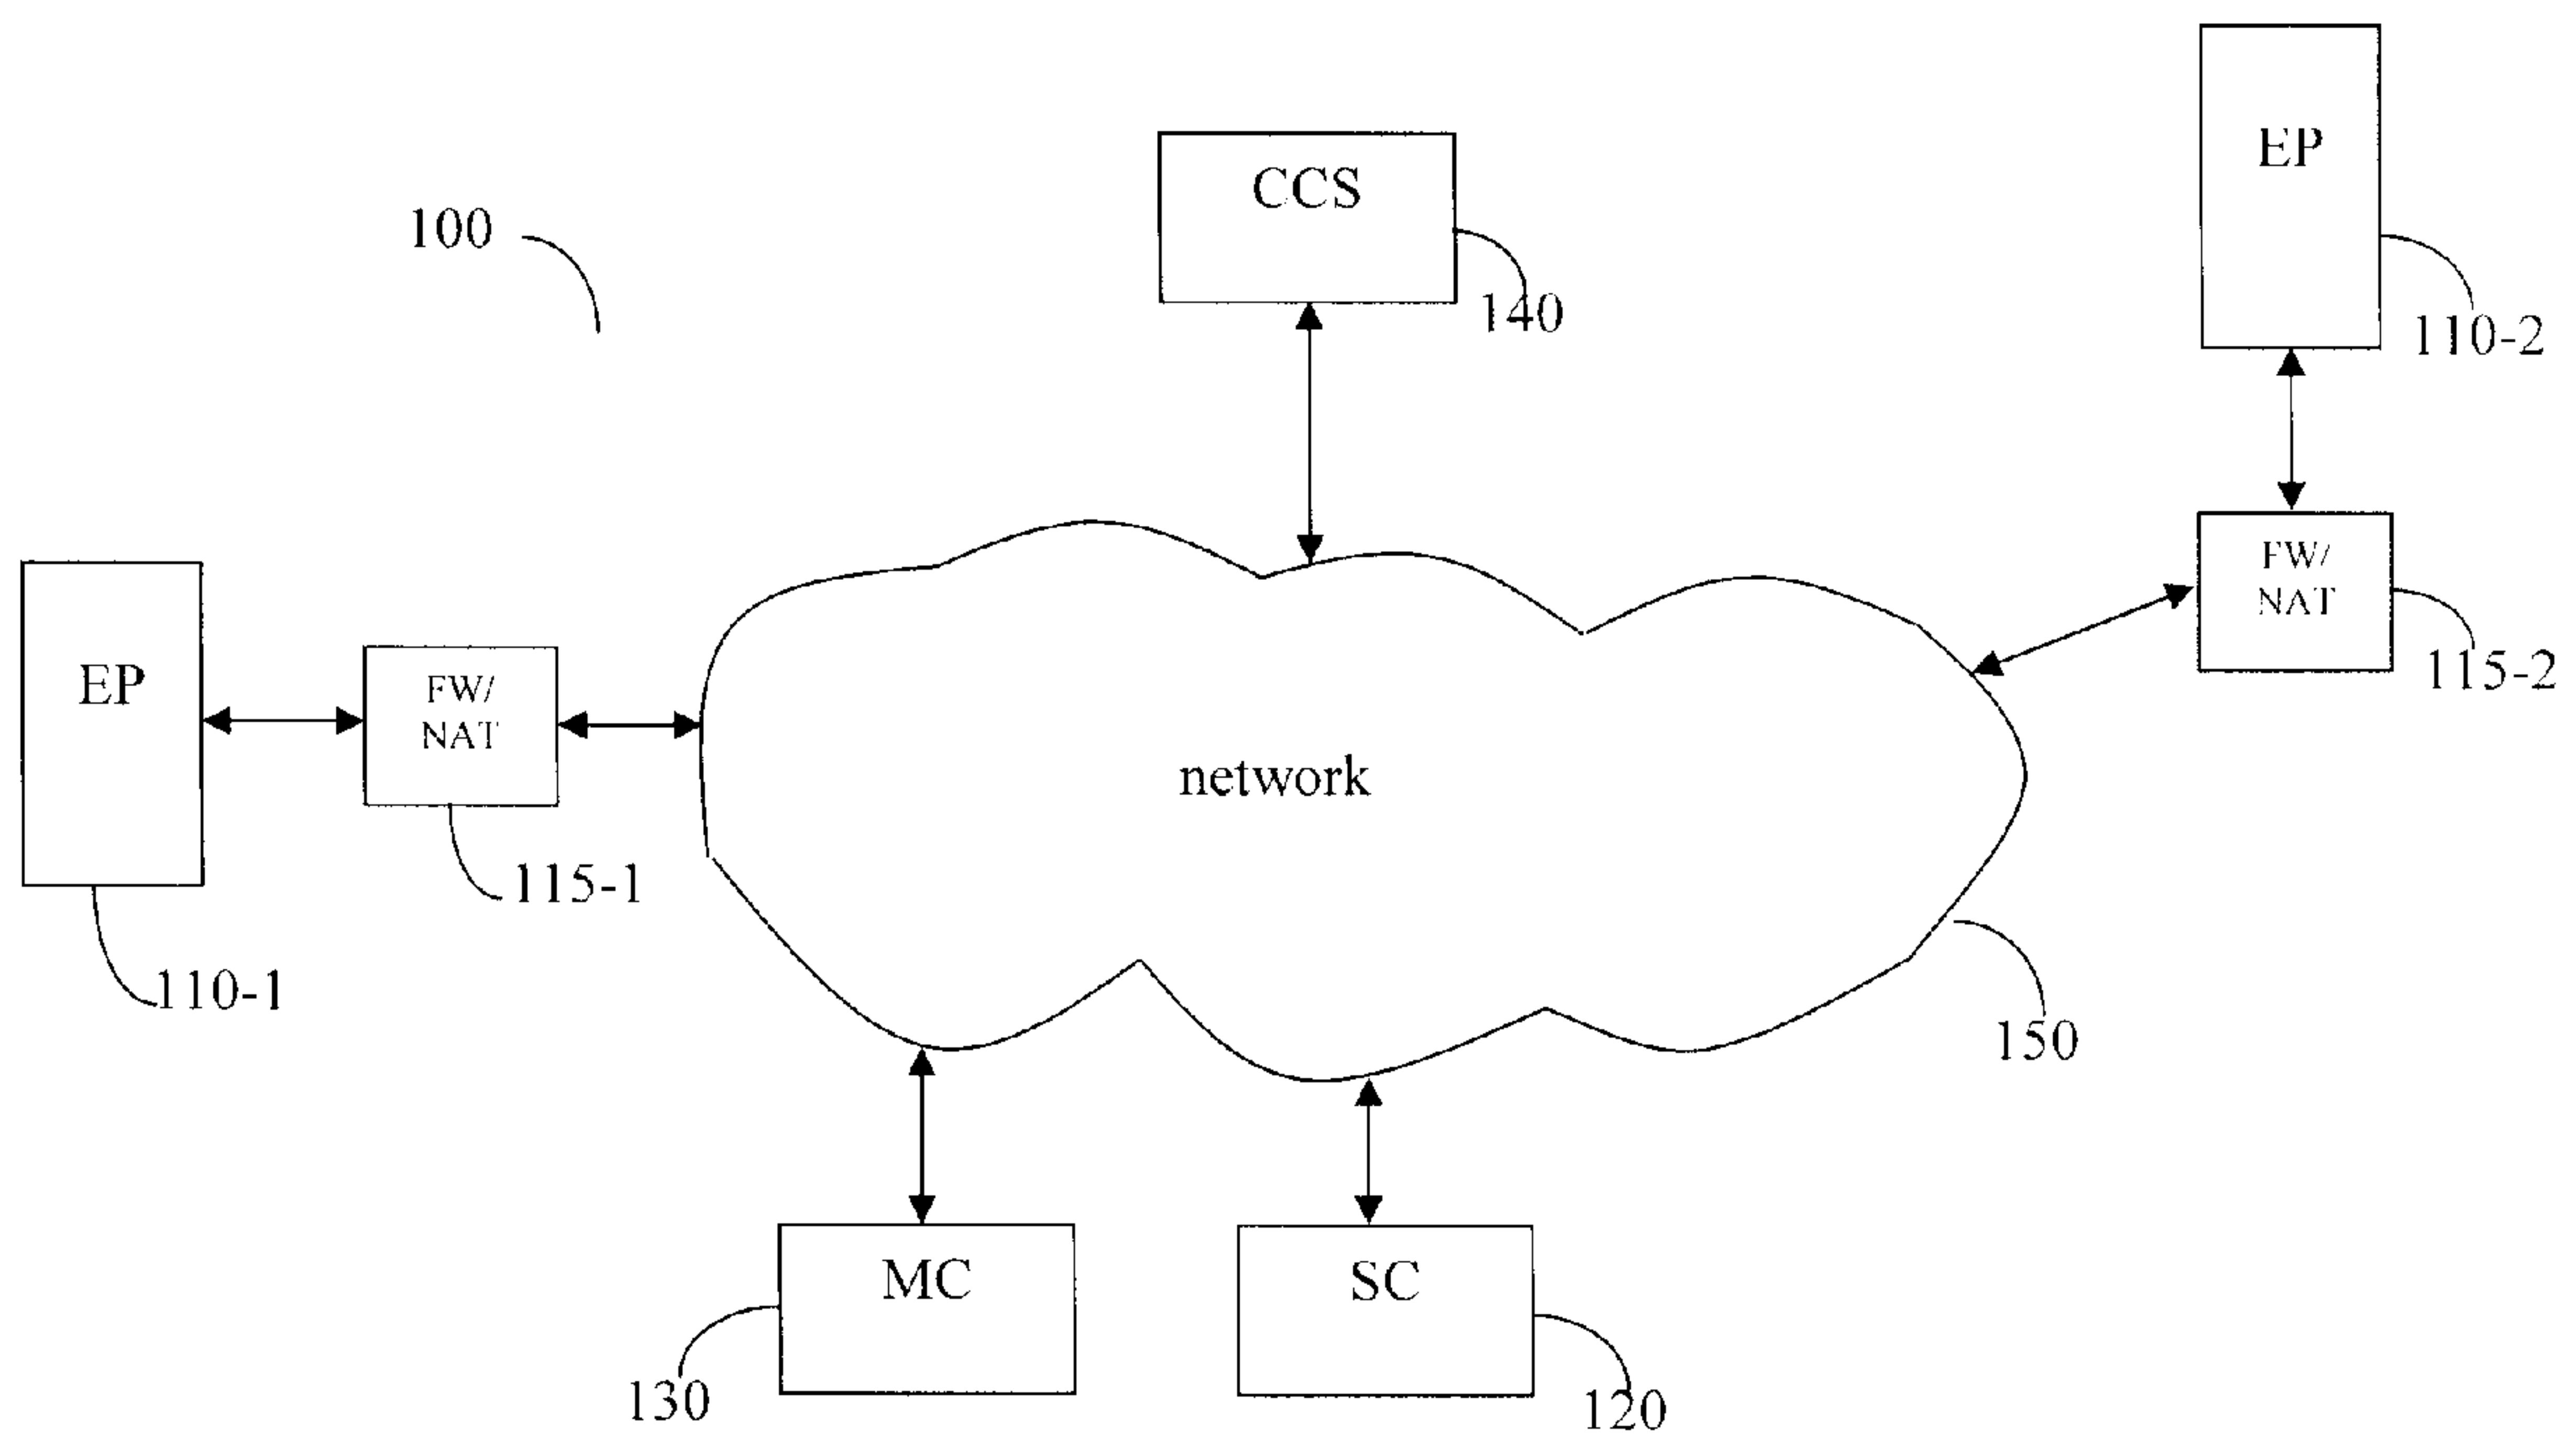 EP
CCS
100
140
110-2
FW/
NAT
115-2
EP
FW/
NAT
network
115-1
110-1
150
MC
SC
130
120